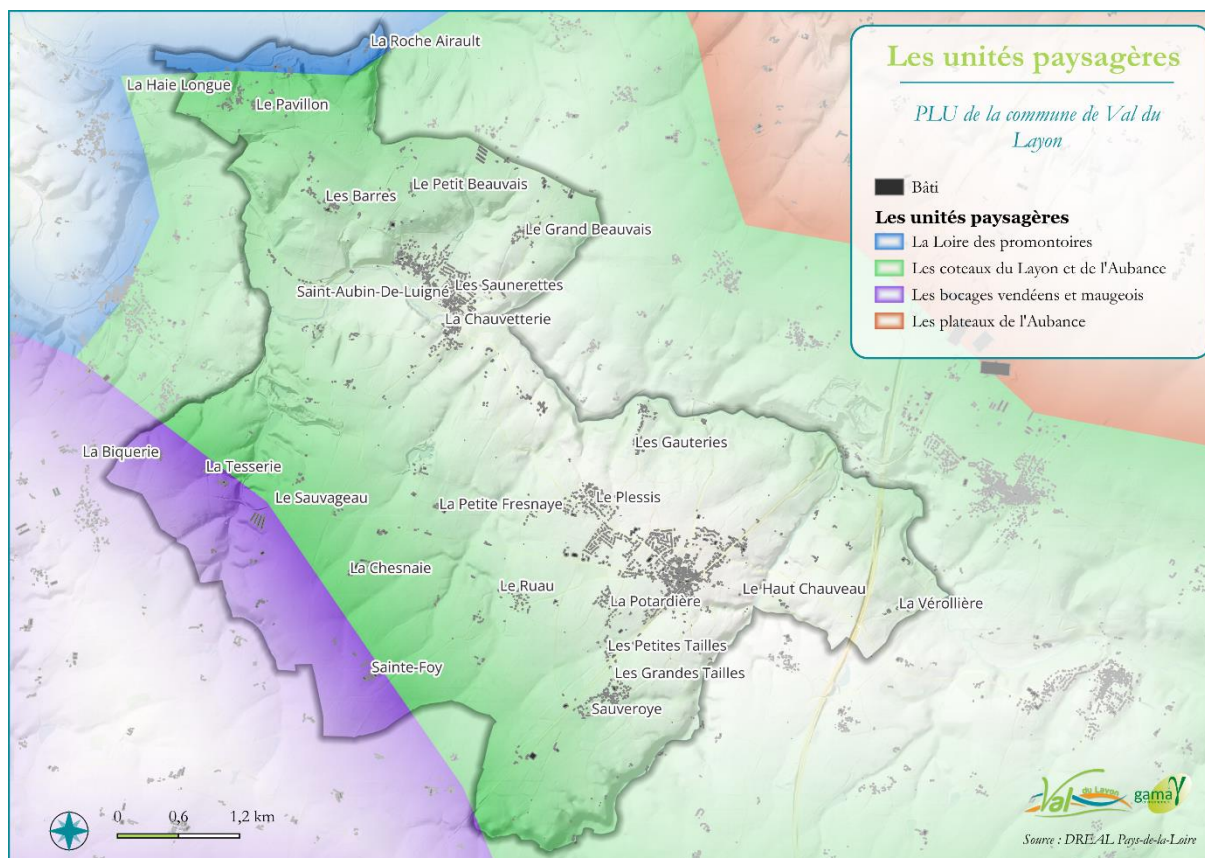 La Roche Airault
La Haie Longue
Le Pavillon
Les Barres
Le Petit Beauvais
Le Grand Beauvais
Saint-Aubin-De-Luigné
Les Saunerettes
La Chauvetterie
La Biquerie
La Tesserie
Le Sauvageau
Les Gauteries
La Petite Fresnaye
Le Plessis
La Chesnaie
Le Ruau
La Potardière
Le Haut Chauveau
La Vérollière
Les Petites Tailles
Sainte-Foy
Les Grandes Tailles
Sauveroye
Les unités paysagères
PLU de la commune de Val du
Layon
Bâti
Les unités paysagères
La Loire des promontoires
Les coteaux du Layon et de l'Aubance
Les bocages vendéens et maugeois
Les plateaux de l'Aubance
0 0,6 1,2 km
Val du Layon
gama
Source : DREAL Pays-de-la-Loire